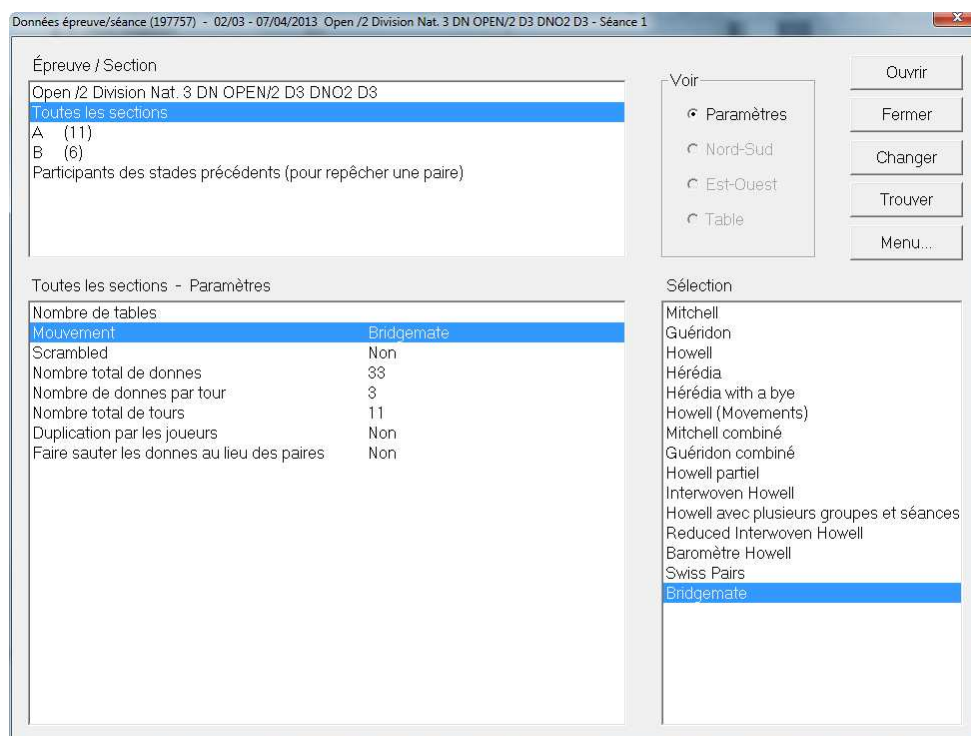 Données épreuve/séance (197757) - 02/03 - 07/04/2013 Open /2 Division Nat. 3 DN OPEN/2 D3 DNO2 D3 - Séance 1
Épreuve / Section
Open /2 Division Nat. 3 DN OPEN/2 D3 DNO2 D3
Toutes les sections
A (11)
B (6)
Participants des stades précédents (pour repêcher une paire)
Voir
Paramètres
Nord-Sud
Est-Ouest
Table
Ouvrir
Fermer
Changer
Trouver
Menu...
Toutes les sections - Paramètres
Nombre de tables
Mouvement Bridgemate
Scrambled Non
Nombre total de donnes 33
Nombre de donnes par tour 3
Nombre total de tours 11
Duplication par les joueurs Non
Faire sauter les donnes au lieu des paires Non
Sélection
Mitchell
Guéridon
Howell
Hérédia
Hérédia with a bye
Howell (Movements)
Mitchell combiné
Guéridon combiné
Howell partiel
Interwoven Howell
Howell avec plusieurs groupes et séances
Reduced Interwoven Howell
Baromètre Howell
Swiss Pairs
Bridgemate